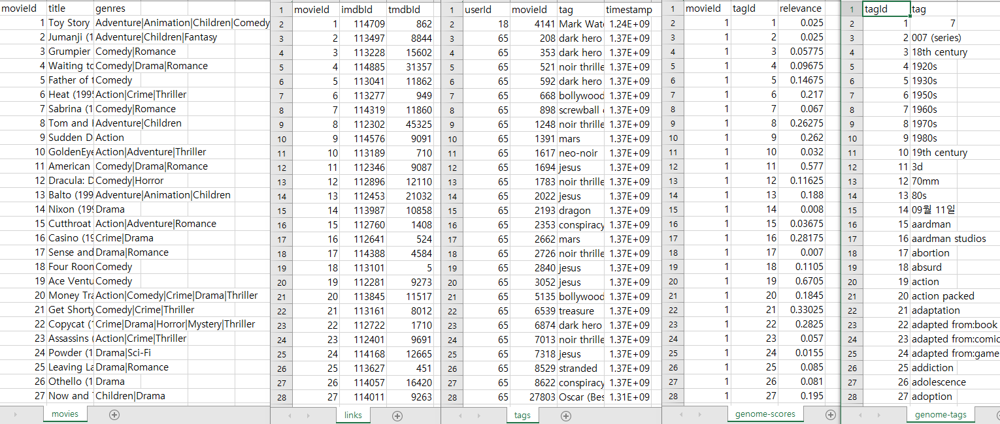 movieId title genres
1 Toy Story Adventure|Animation|Children|Comedy
2 Jumanji (1 Adventure|Children|Fantasy
3 Grumpier Comedy|Romance
4 Waiting to Comedy|Drama|Romance
5 Father of t Comedy
6 Heat (199 Action|Crime|Thriller
7 Sabrina (1 Comedy|Romance
8 Tom and Adventure|Children
9 Sudden D Action
10 GoldenEye Action|Adventure|Thriller
11 American Comedy|Drama|Romance
12 Dracula: D Comedy|Horror
13 Balto (199 Adventure|Animation|Children
14 Nixon (19 Drama
15 Cutthroat Action|Adventure|Romance
16 Casino (19 Crime|Drama
17 Sense and Drama|Romance
18 Four Roon Comedy
19 Ace Ventu Comedy
20 Money Tra Action|Comedy|Crime|Drama|Thriller
21 Get Shorty Comedy|Crime|Thriller
22 Copycat (1 Crime|Drama|Horror|Mystery|Thriller
23 Assassins ( Action|Crime|Thriller
24 Powder (1 Drama|Sci-Fi
25 Leaving La Drama|Romance
26 Othello (1 Drama
27 Now and Children|Drama
movies
1 movieId imdbId tmdbId
2 1 114709 862
3 2 113497 8844
4 3 113228 15602
5 4 114885 31357
6 5 113041 11862
7 6 113277 949
8 7 114319 11860
9 8 112302 45325
10 9 114576 9091
11 10 113189 710
12 11 112346 9087
13 12 112896 12110
14 13 112453 21032
15 14 113987 10858
16 15 112760 1408
17 16 112641 524
18 17 114388 4584
19 18 113101 5
20 19 112281 9273
21 20 113845 11517
22 21 113161 8012
23 22 112722 1710
24 23 112401 9691
25 24 114168 12665
26 25 113627 451
27 26 114057 16420
28 27 114011 9263
links
1 userId movieId tag timestamp
2 18 4141 Mark Wat 1.24E+09
3 65 208 dark hero 1.37E+09
4 65 353 dark hero 1.37E+09
5 65 521 noir thrille 1.37E+09
6 65 592 dark hero 1.37E+09
7 65 668 bollywood 1.37E+09
8 65 898 screwball 1.37E+09
9 65 1248 noir thrille 1.37E+09
10 65 1391 mars 1.37E+09
11 65 1617 neo-noir 1.37E+09
12 65 1694 jesus 1.37E+09
13 65 1783 noir thrille 1.37E+09
14 65 2022 jesus 1.37E+09
15 65 2193 dragon 1.37E+09
16 65 2353 conspiracy 1.37E+09
17 65 2662 mars 1.37E+09
18 65 2726 noir thrille 1.37E+09
19 65 2840 jesus 1.37E+09
20 65 3052 jesus 1.37E+09
21 65 5135 bollywood 1.37E+09
22 65 6539 treasure 1.37E+09
23 65 6874 dark hero 1.37E+09
24 65 7013 noir thrille 1.37E+09
25 65 7318 jesus 1.37E+09
26 65 8529 stranded 1.37E+09
27 65 8622 conspiracy 1.37E+09
28 65 27803 Oscar (Bes 1.31E+09
tags
1 movieId tagId relevance
2 1 1 0.025
3 1 2 0.025
4 1 3 0.05775
5 1 4 0.09675
6 1 5 0.14675
7 1 6 0.217
8 1 7 0.067
9 1 8 0.26275
10 1 9 0.262
11 1 10 0.032
12 1 11 0.577
13 1 12 0.11625
14 1 13 0.188
15 1 14 0.008
16 1 15 0.03675
17 1 16 0.28175
18 1 17 0.007
19 1 18 0.1105
20 1 19 0.6705
21 1 20 0.1845
22 1 21 0.33025
23 1 22 0.2825
24 1 23 0.057
25 1 24 0.0155
26 1 25 0.085
27 1 26 0.081
28 1 27 0.195
genome-scores
1 tagId tag
2 1 7
3 2 007 (series)
4 3 18th century
5 4 1920s
6 5 1930s
7 6 1950s
8 7 1960s
9 8 1970s
10 9 1980s
11 10 19th century
12 11 3d
13 12 70mm
14 13 80s
15 14 09월 11일
16 15 aardman
17 16 aardman studios
18 17 abortion
19 18 absurd
20 19 action
21 20 action packed
22 21 adaptation
23 22 adapted from:book
24 23 adapted from:comic
25 24 adapted from:game
26 25 addiction
27 26 adolescence
28 27 adoption
genome-tags